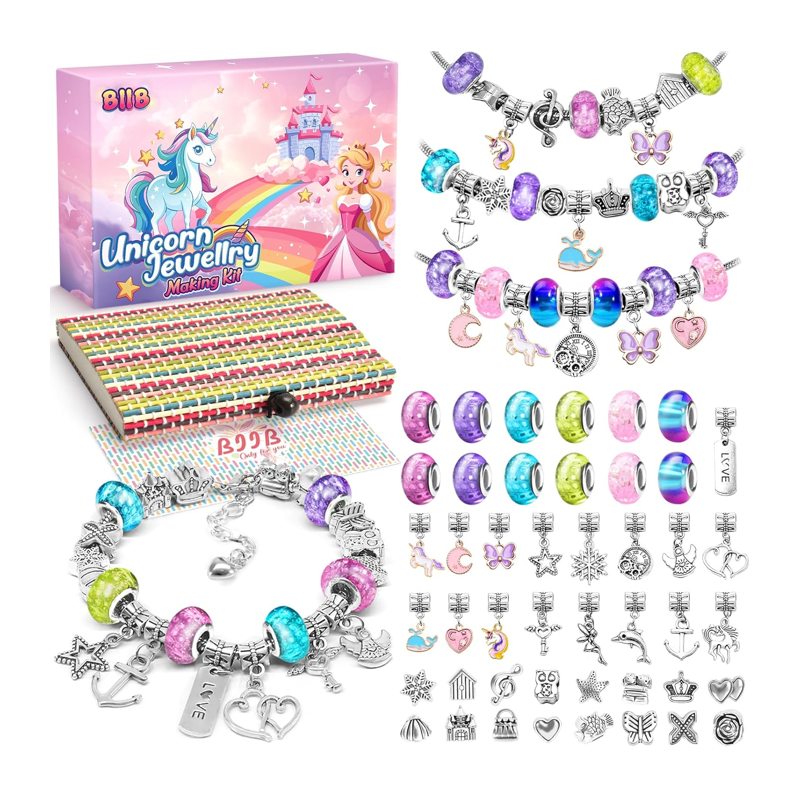 BIIB
Unicorn
Jewellry
Making Kit
BIIB
Only for you
LOVE
LOVE